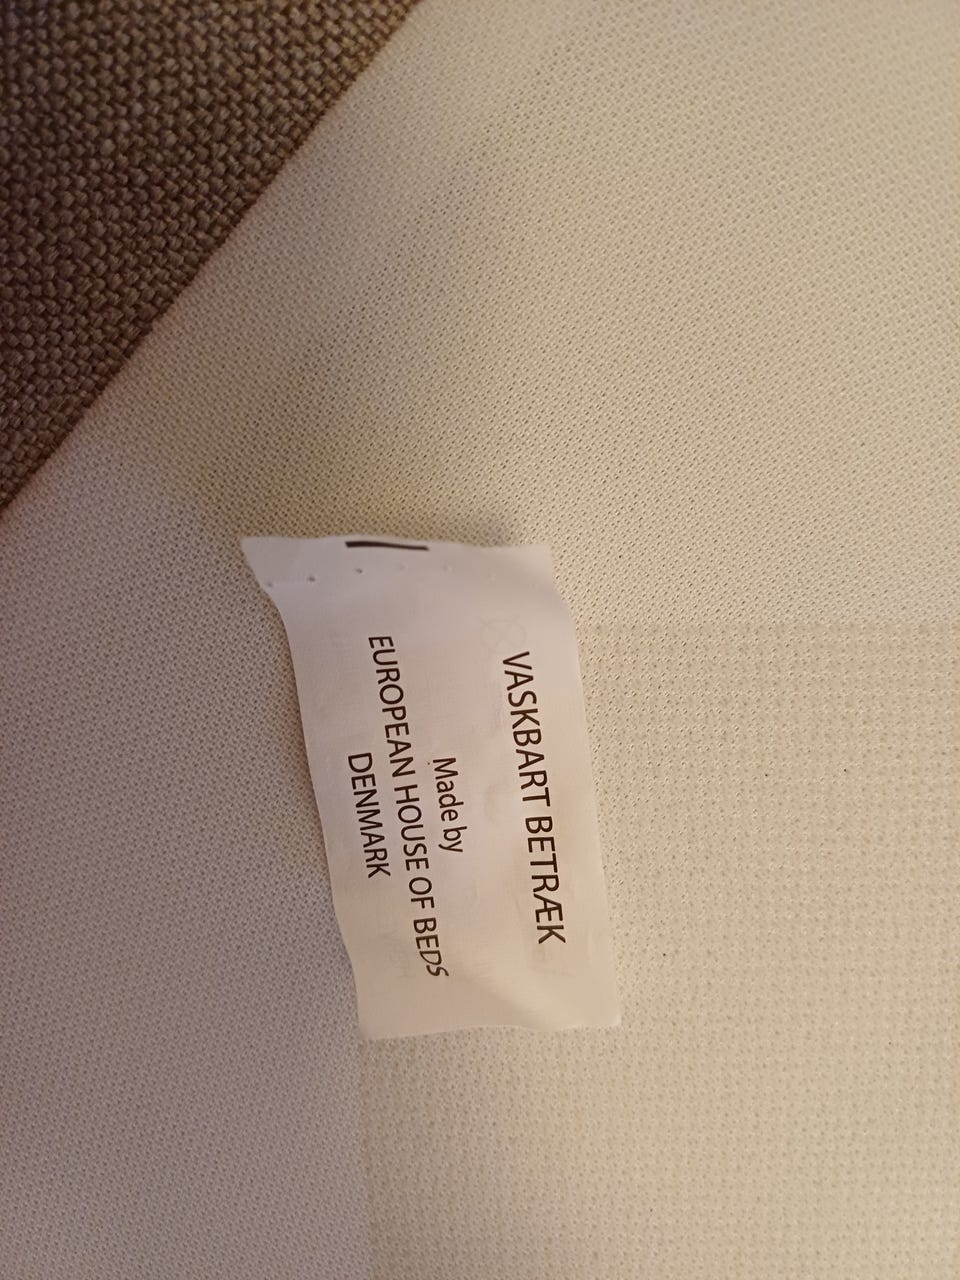 VASKBART BETRÆK
Made by
EUROPEAN HOUSE OF BEDS
DENMARK